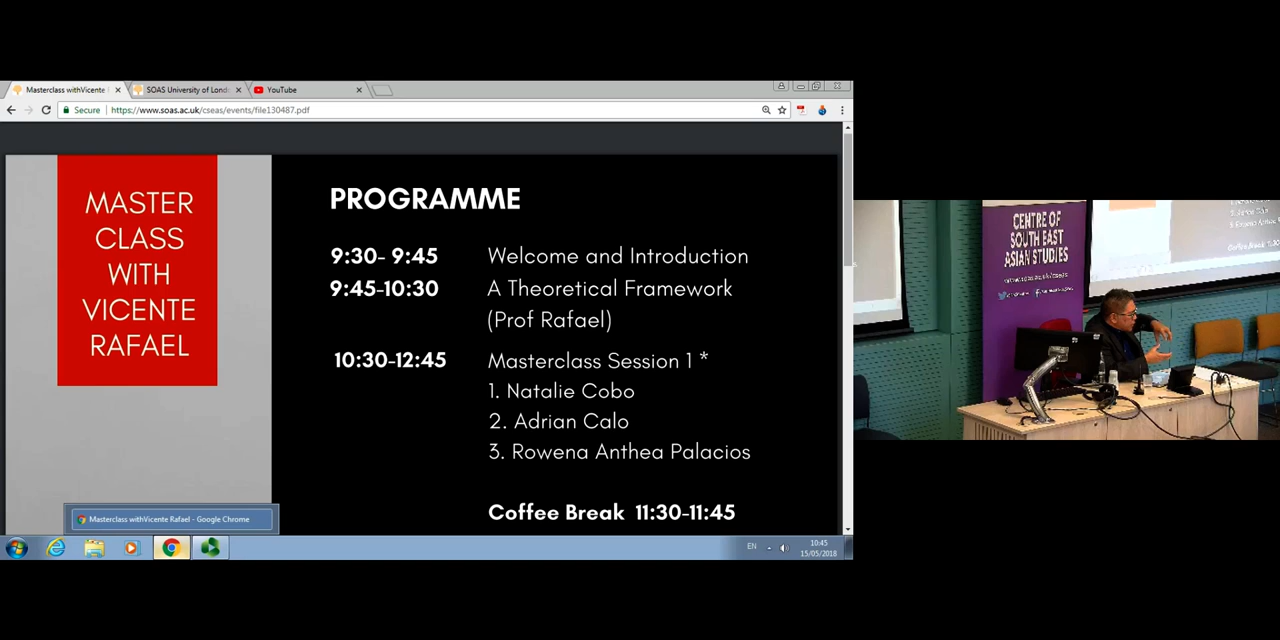 Masterclass withVicente
SOAS University of Lond
YouTube
Secure
https://www.soas.ac.uk/cseas/events/file130487.pdf
MASTER
CLASS
WITH
VICENTE
RAFAEL
PROGRAMME
9:30- 9:45 Welcome and Introduction
9:45-10:30 A Theoretical Framework
(Prof Rafael)
10:30-12:45 Masterclass Session 1 *
1. Natalie Cobo
2. Adrian Calo
3. Rowena Anthea Palacios
Coffee Break 11:30-11:45
Masterclass withVicente Rafael - Google Chrome
EN
10:45
15/05/2018
CENTRE OF
SOUTH EAST
ASIAN STUDIES
Coffee Break 11:30